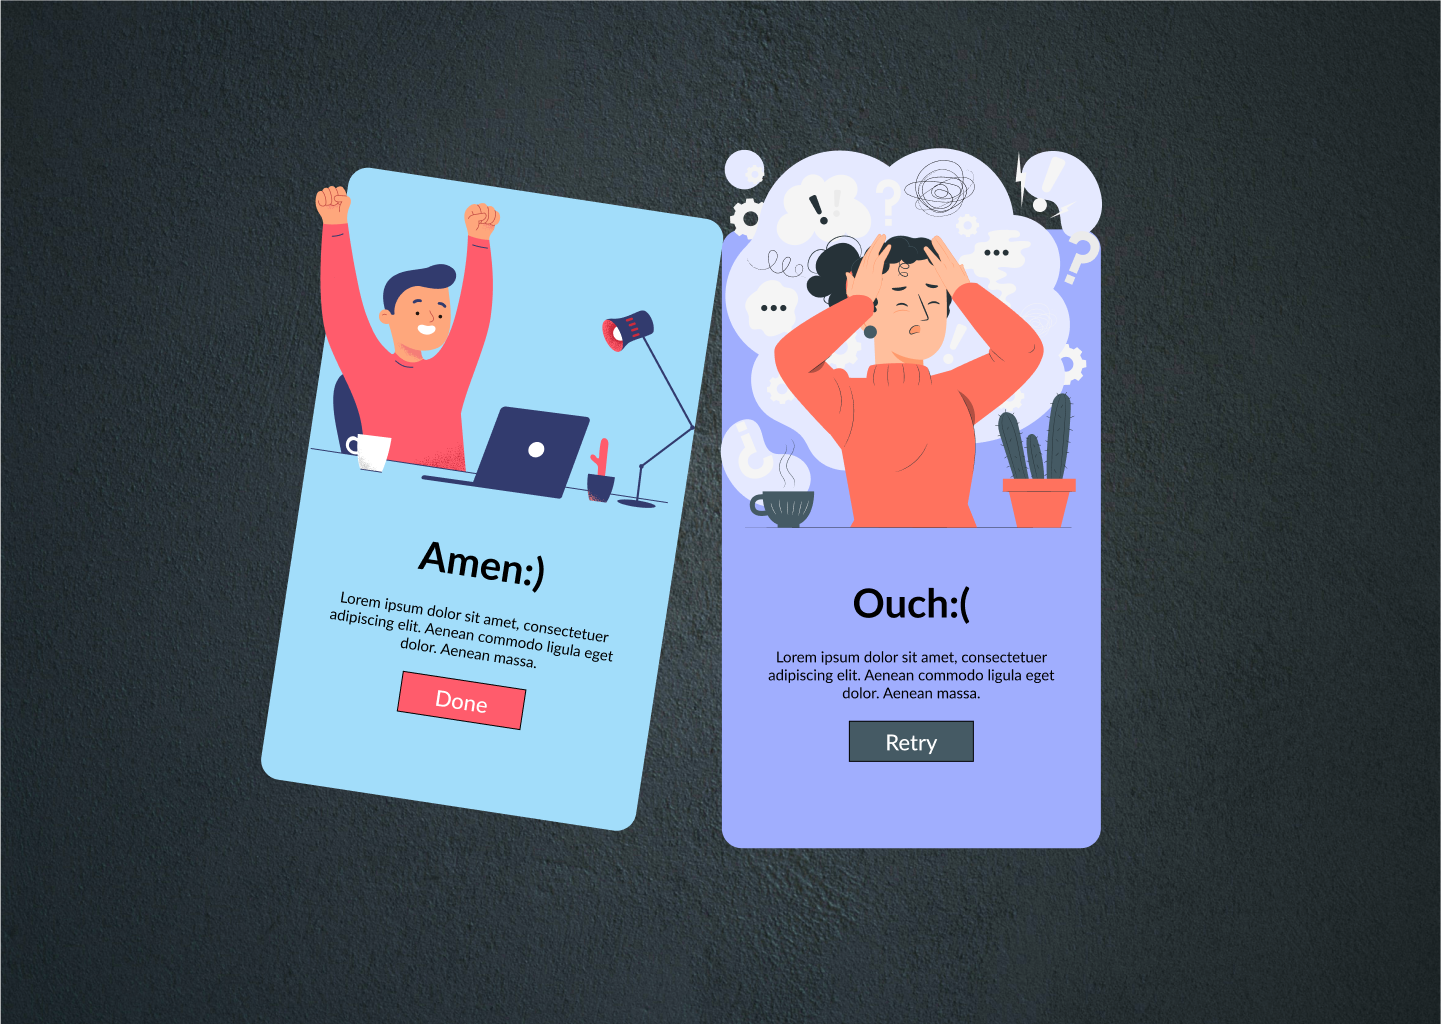 Amen:)
Lorem ipsum dolor sit amet, consectetuer
adipiscing elit. Aenean commodo ligula eget
dolor. Aenean massa.
Done
Ouch:(
Lorem ipsum dolor sit amet, consectetuer
adipiscing elit. Aenean commodo ligula eget
dolor. Aenean massa.
Retry